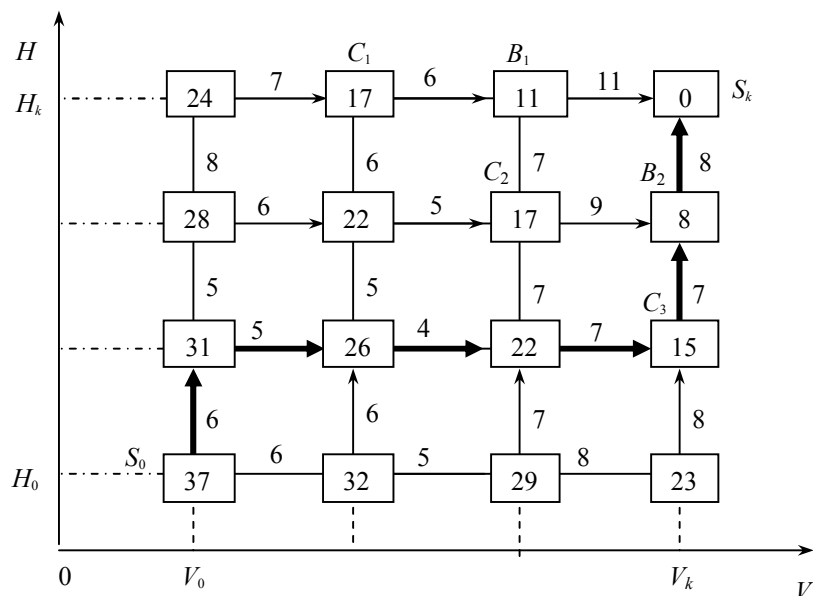 H C₁ B₁
7 6 11
Hₖ 24 17 11 0 Sₖ
8 6 7 8
C₂ B₂
6 5 9
28 22 17 8
5 5 7 7
C₃
5 4 7
31 26 22 15
6 6 7 8
S₀ 6 5 8
H₀ 37 32 29 23
0 V₀ Vₖ V